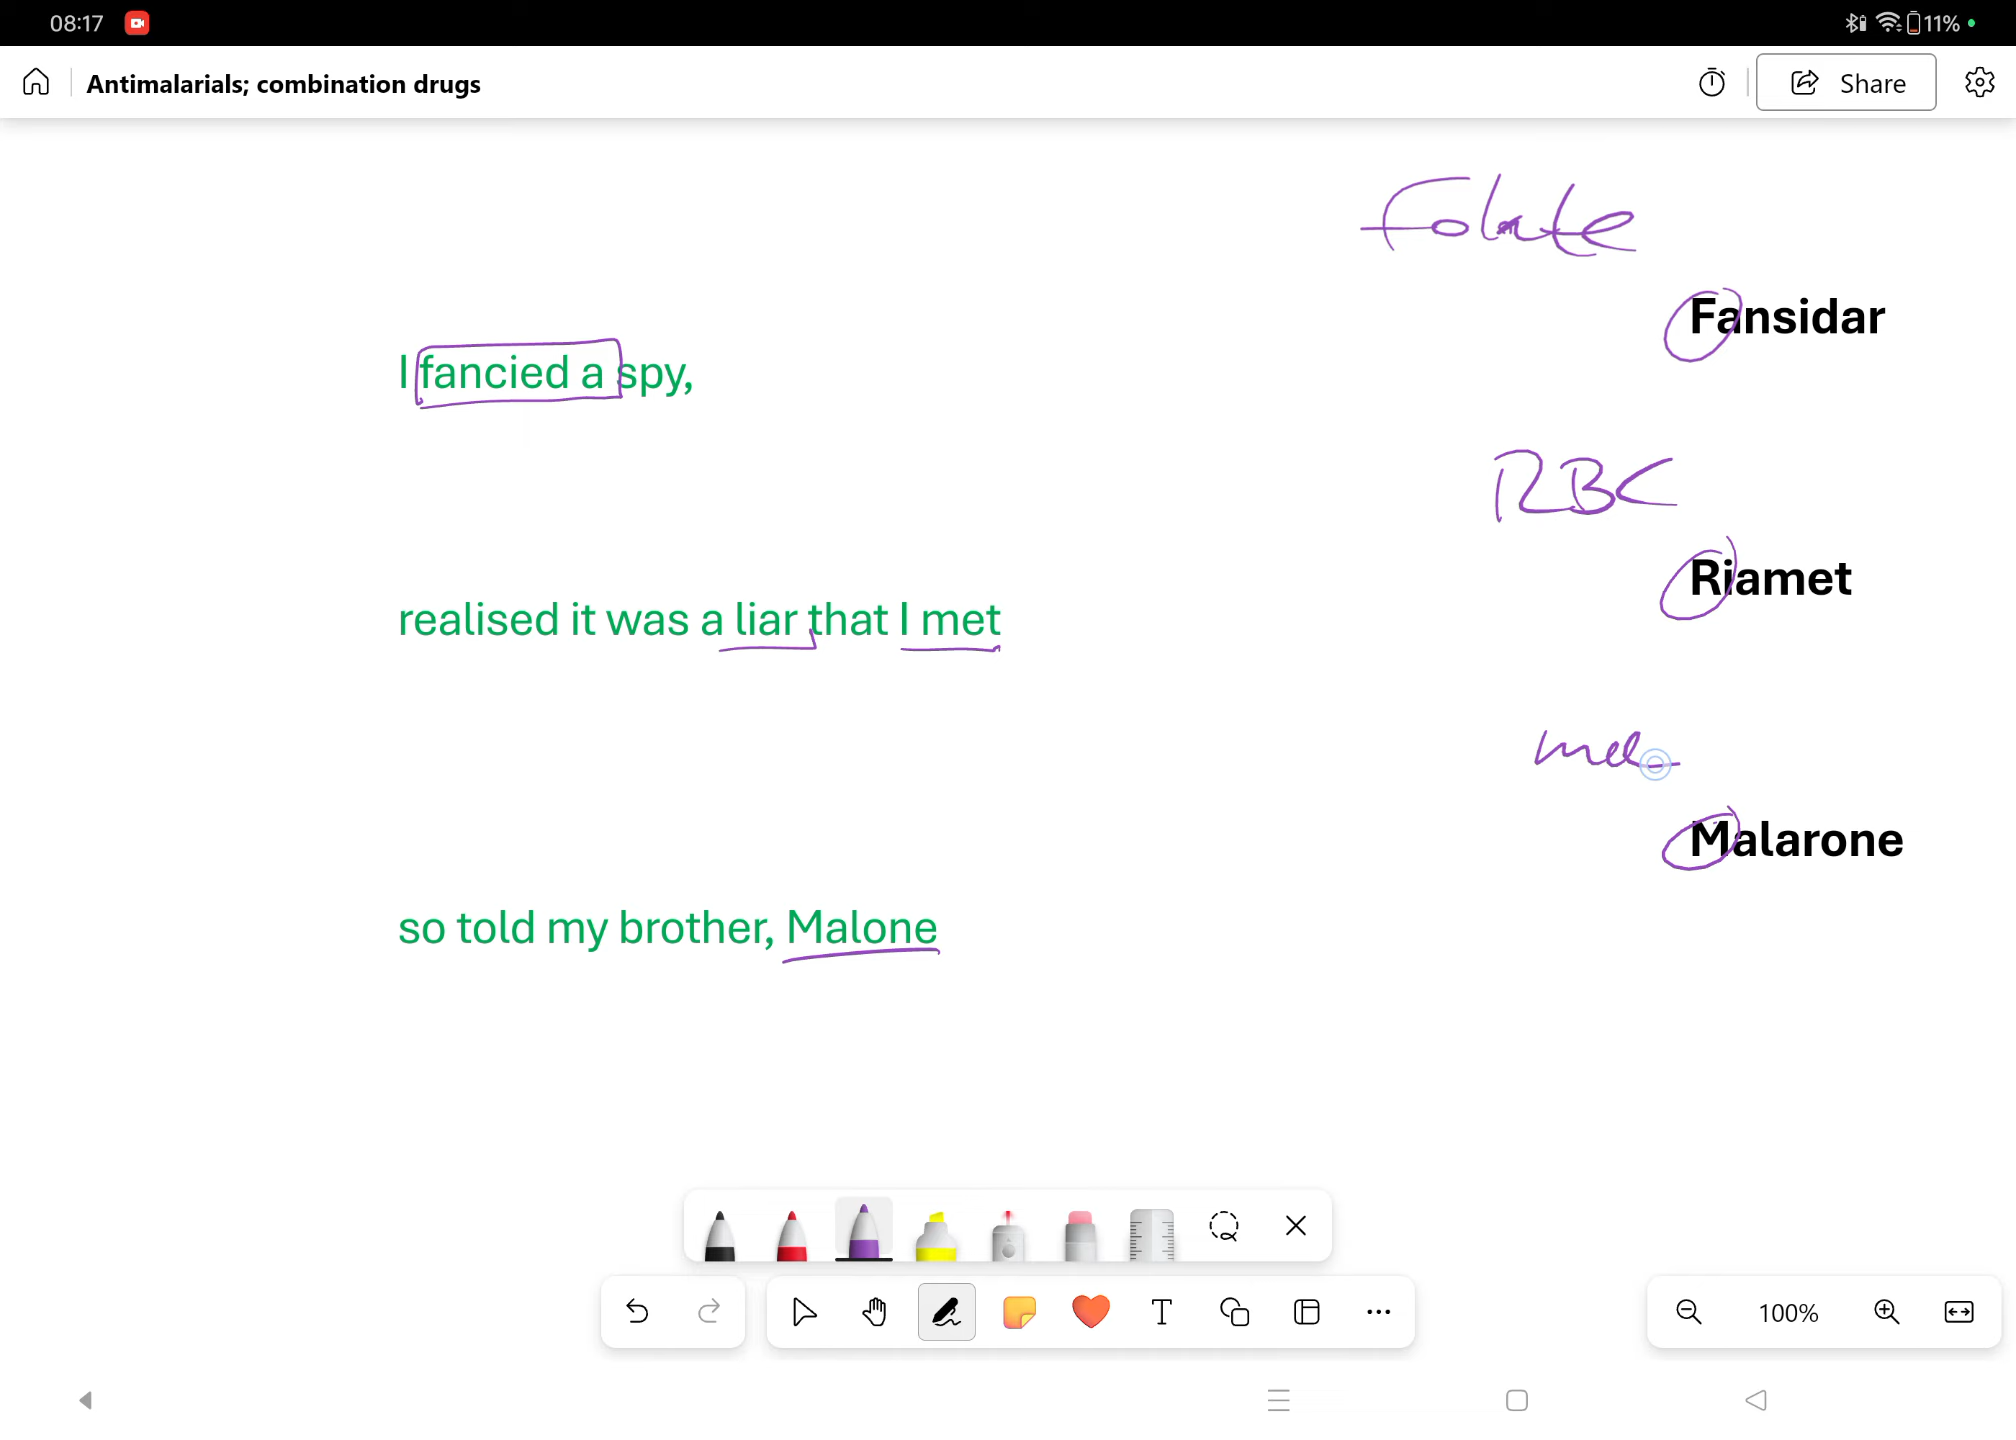 08:17
11%
Antimalarials; combination drugs
Share
Folate
Fansidar
I fancied a spy,
RBC
Riamet
realised it was a liar that I met
Malarone
so told my brother, Malone
T
100%